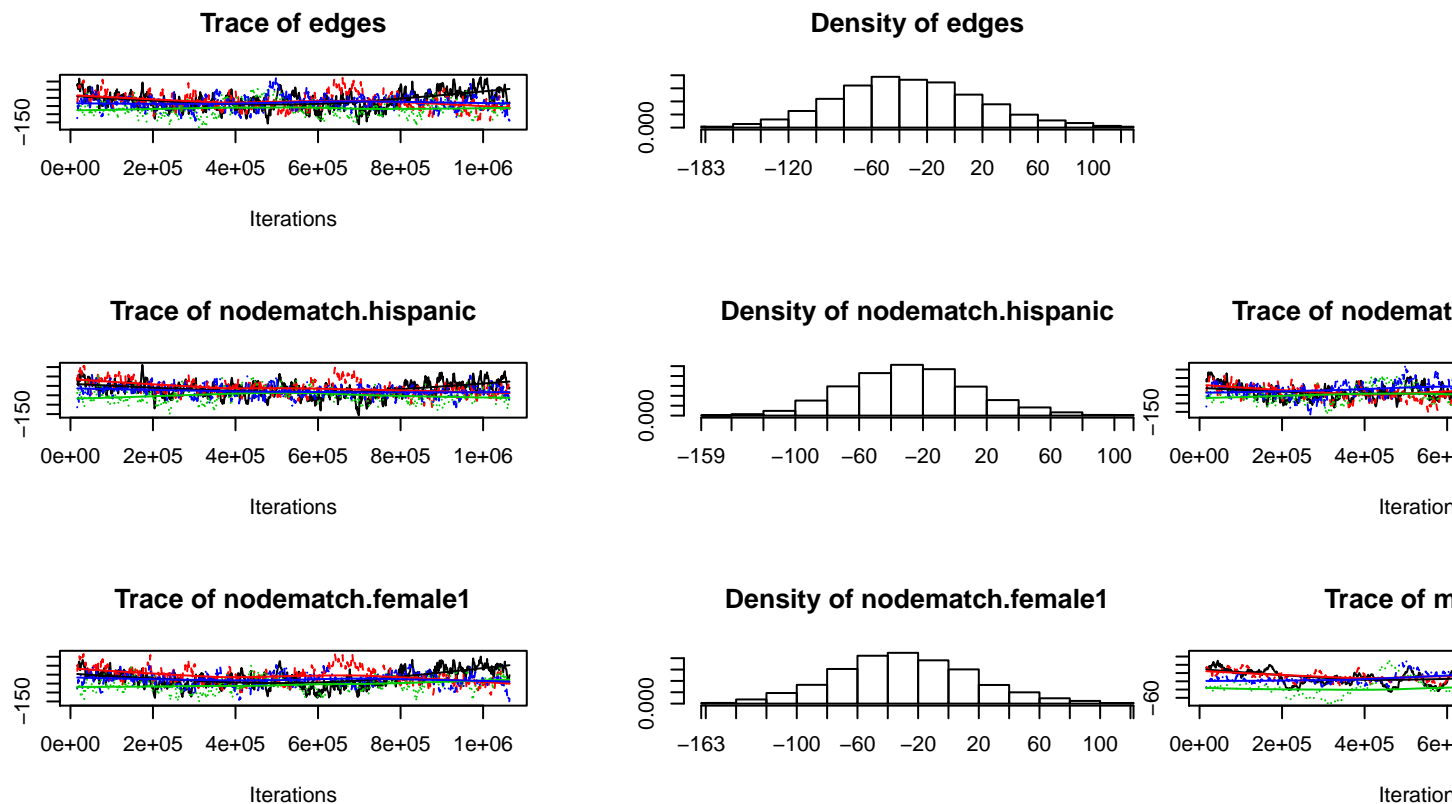 Trace of edges
−150
0e+00 2e+05 4e+05 6e+05 8e+05 1e+06
Iterations
Density of edges
0.000
−183 −120 −60 −20 20 60 100
Trace of nodematch.hispanic
−150
0e+00 2e+05 4e+05 6e+05 8e+05 1e+06
Iterations
Density of nodematch.hispanic
0.000
−159 −100 −60 −20 20 60 100
Trace of
−150
0e+00 2e+05 4e+05
Trace of nodematch.female1
−150
0e+00 2e+05 4e+05 6e+05 8e+05 1e+06
Iterations
Density of nodematch.female1
0.000
−163 −100 −60 −20 20 60 100
Trace of
−60
0e+00 2e+05 4e+05